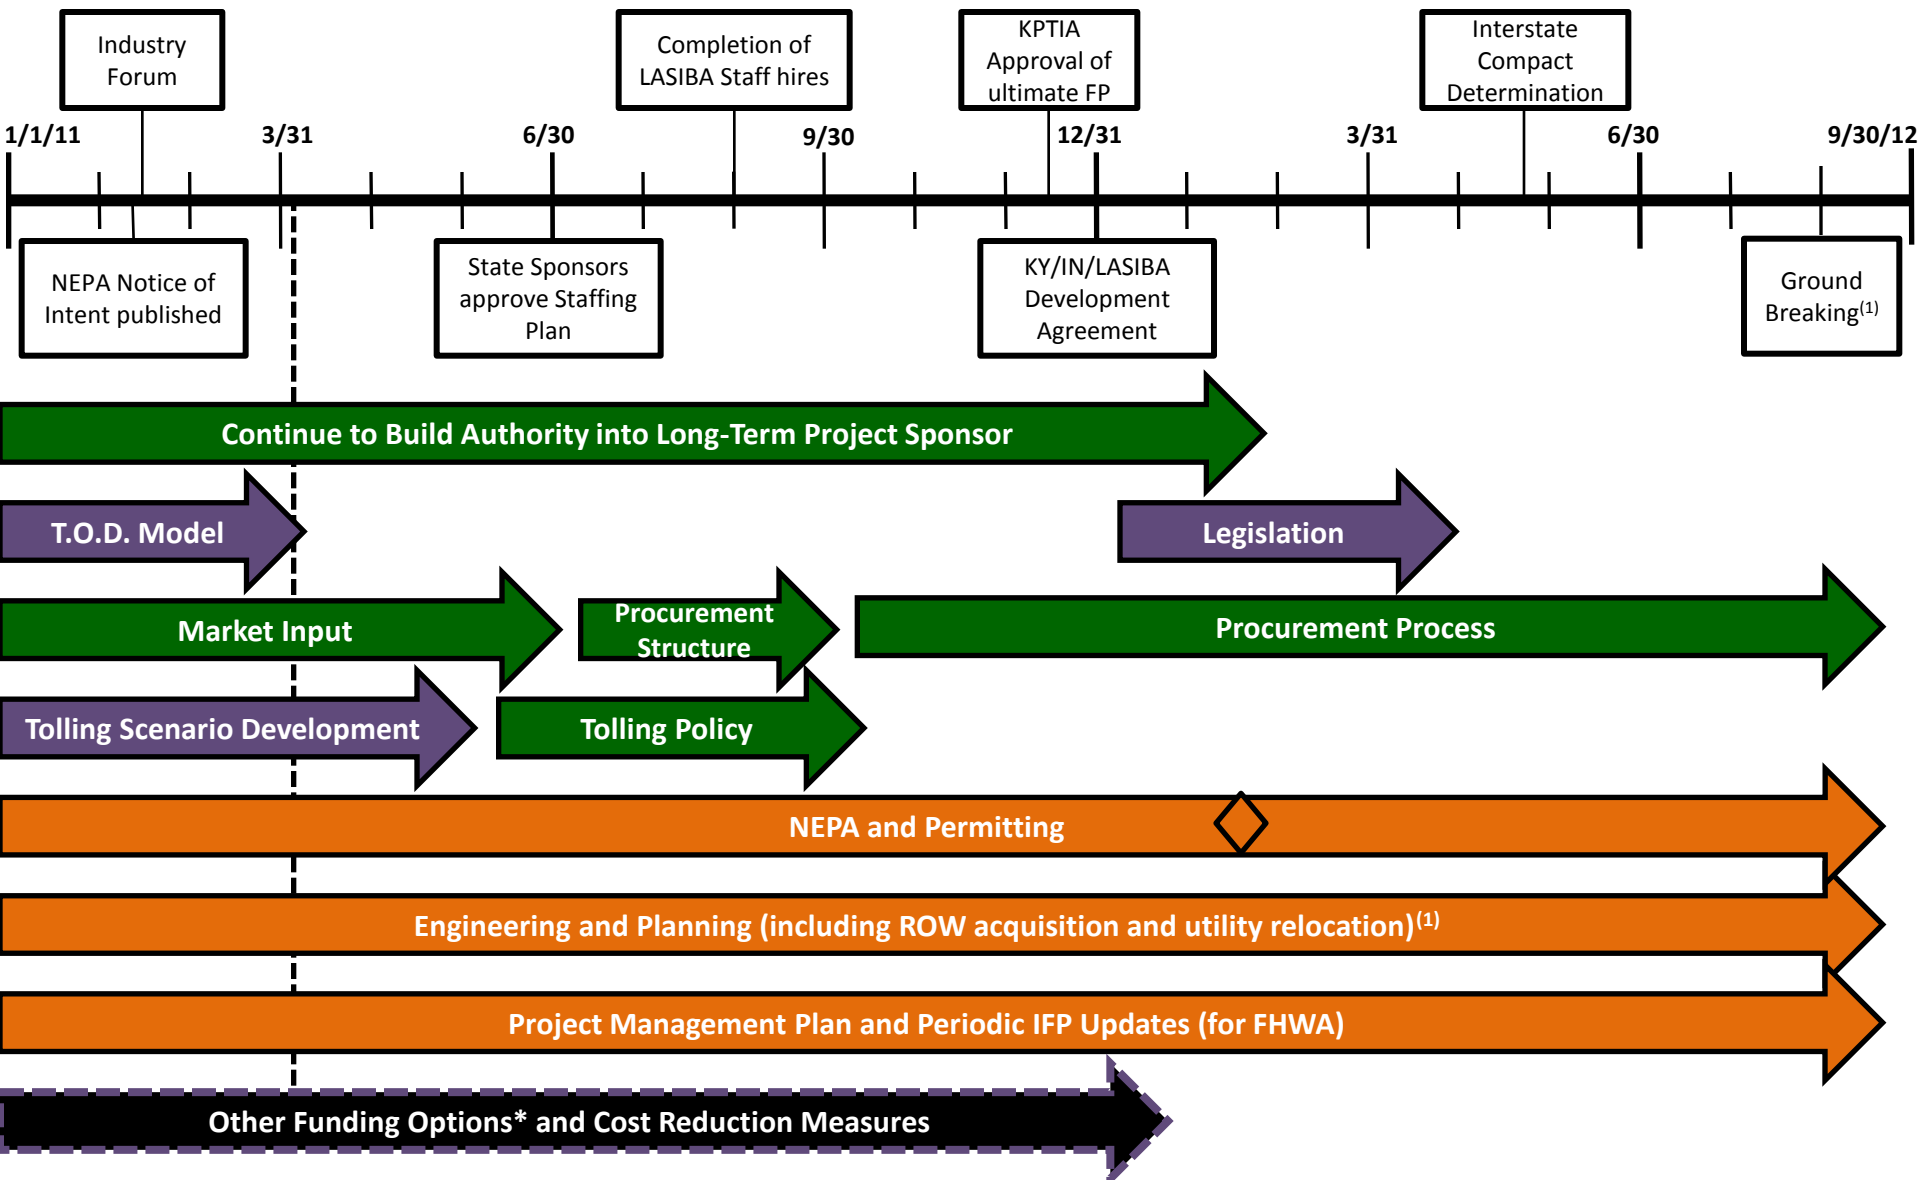 Industry
Forum
Completion of
LASIBA Staff hires
KPTIA
Approval of
ultimate FP
Interstate
Compact
Determination
1/1/11
3/31
6/30
9/30
12/31
3/31
6/30
9/30/12
NEPA Notice of
Intent published
State Sponsors
approve Staffing
Plan
KY/IN/LASIBA
Development
Agreement
Ground
Breaking(1)
Continue to Build Authority into Long-Term Project Sponsor
T.O.D. Model
Legislation
Market Input
Procurement
Structure
Procurement Process
Tolling Scenario Development
Tolling Policy
NEPA and Permitting
Engineering and Planning (including ROW acquisition and utility relocation)(1)
Project Management Plan and Periodic IFP Updates (for FHWA)
Other Funding Options* and Cost Reduction Measures